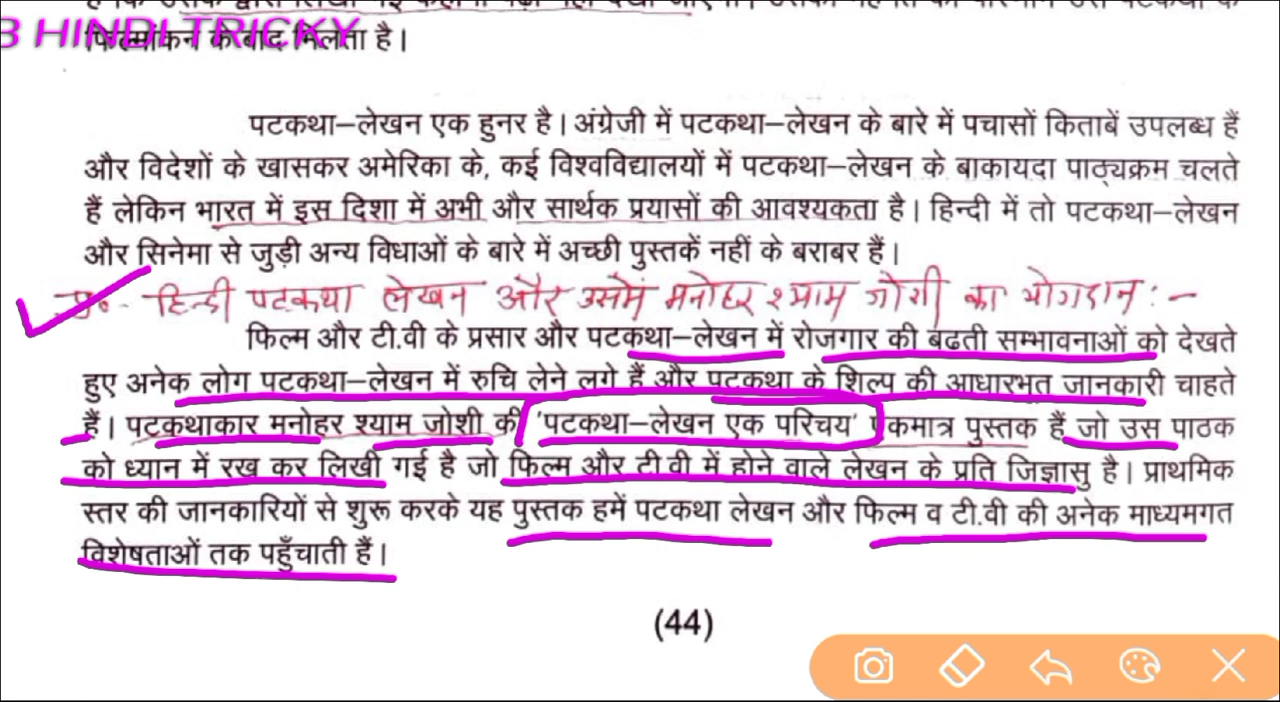 B HINDI TRICKY
फिल्मांकन के बाद मिलता है।
पटकथा–लेखन एक हुनर है। अंग्रेजी में पटकथा–लेखन के बारे में पचासों किताबें उपलब्ध हैं
और विदेशों के खासकर अमेरिका के, कई विश्वविद्यालयों में पटकथा–लेखन के बाकायदा पाठ्यक्रम चलते
हैं लेकिन भारत में इस दिशा में अभी और सार्थक प्रयासों की आवश्यकता है। हिन्दी में तो पटकथा–लेखन
और सिनेमा से जुड़ी अन्य विधाओं के बारे में अच्छी पुस्तकें नहीं के बराबर हैं।
प्र०- हिन्दी पटकथा लेखन और उसमें मनोहर श्याम जोशी का योगदान:-
फिल्म और टी.वी के प्रसार और पटकथा–लेखन में रोजगार की बढती सम्भावनाओं को देखते
हुए अनेक लोग पटकथा–लेखन में रुचि लेने लगे हैं और पटकथा के शिल्प की आधारभूत जानकारी चाहते
हैं। पटकथाकार मनोहर श्याम जोशी की 'पटकथा–लेखन एक परिचय' एकमात्र पुस्तक हैं जो उस पाठक
को ध्यान में रख कर लिखी गई है जो फिल्म और टी.वी में होने वाले लेखन के प्रति जिज्ञासु है। प्राथमिक
स्तर की जानकारियों से शुरू करके यह पुस्तक हमें पटकथा लेखन और फिल्म व टी.वी की अनेक माध्यमगत
विशेषताओं तक पहुँचाती हैं।
(44)